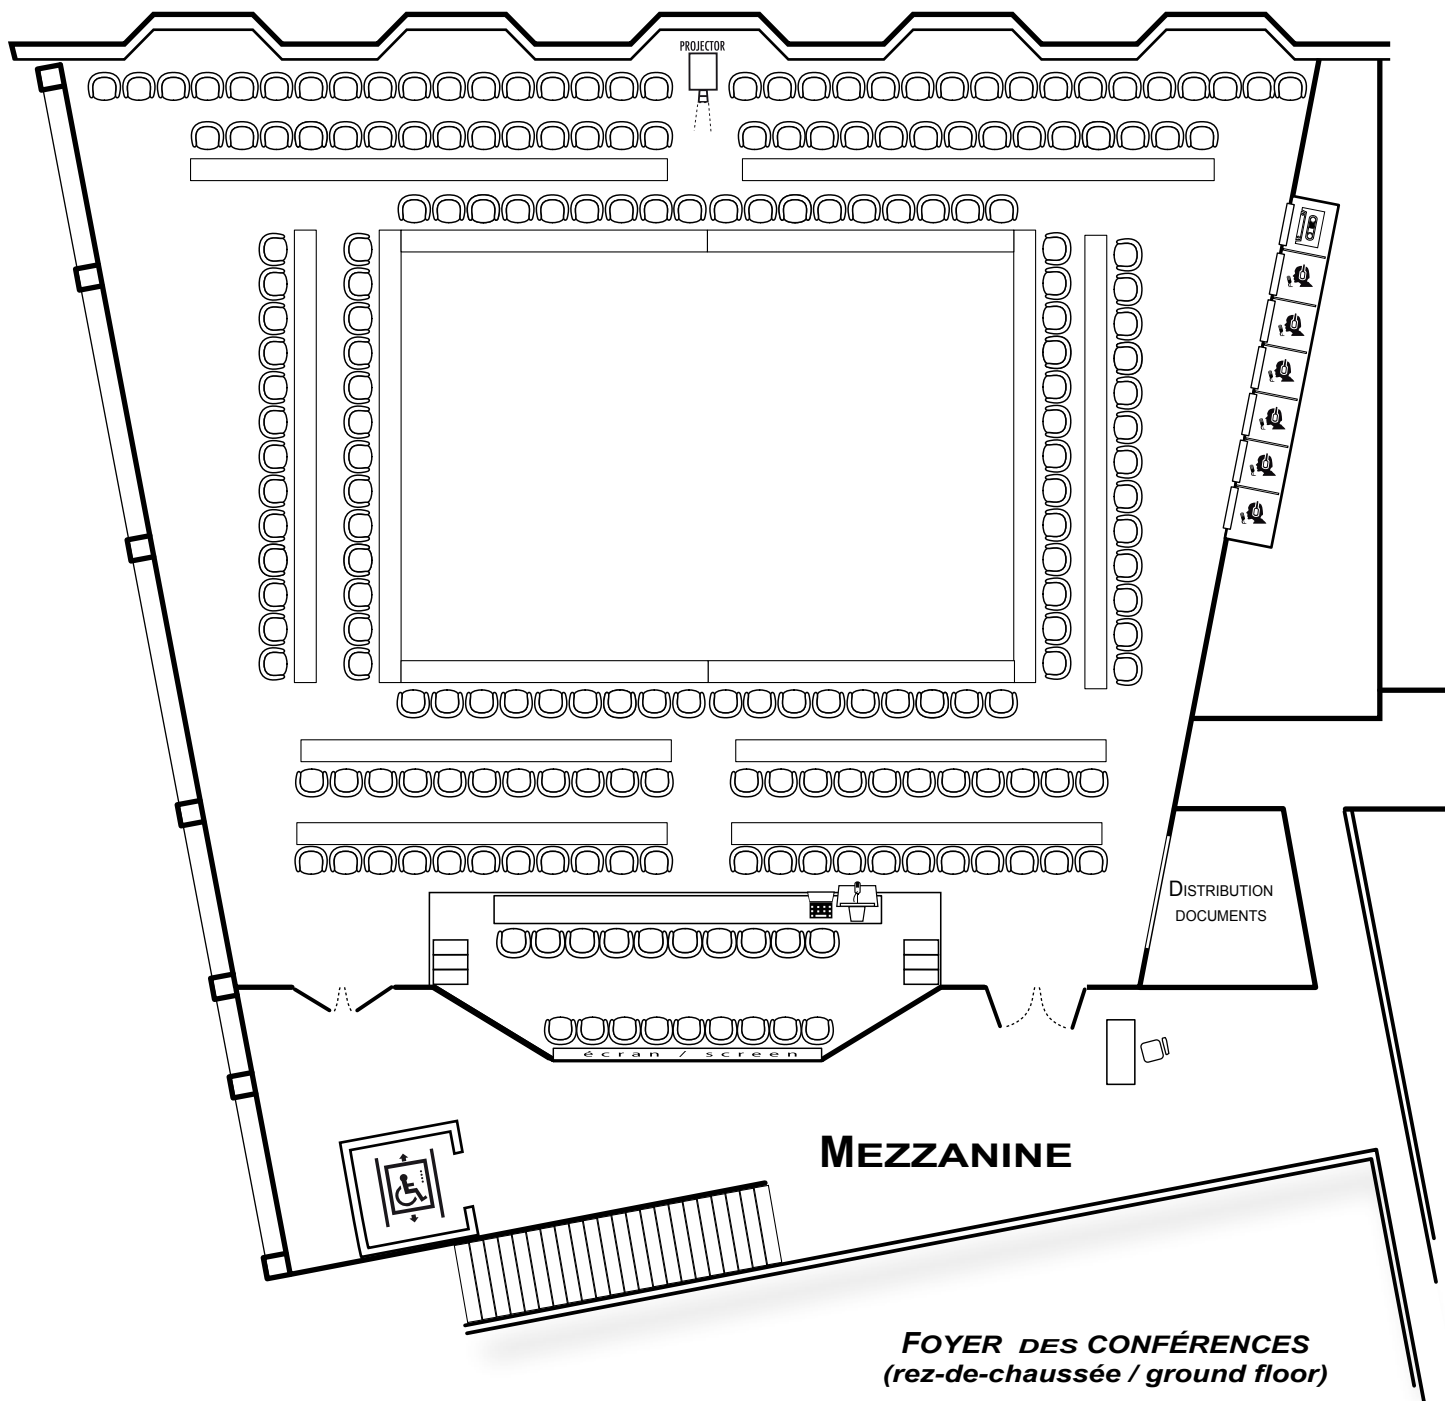 PROJECTOR
DISTRIBUTION
DOCUMENTS
écran / screen
MEZZANINE
FOYER DES CONFÉRENCES
(rez-de-chaussée / ground floor)